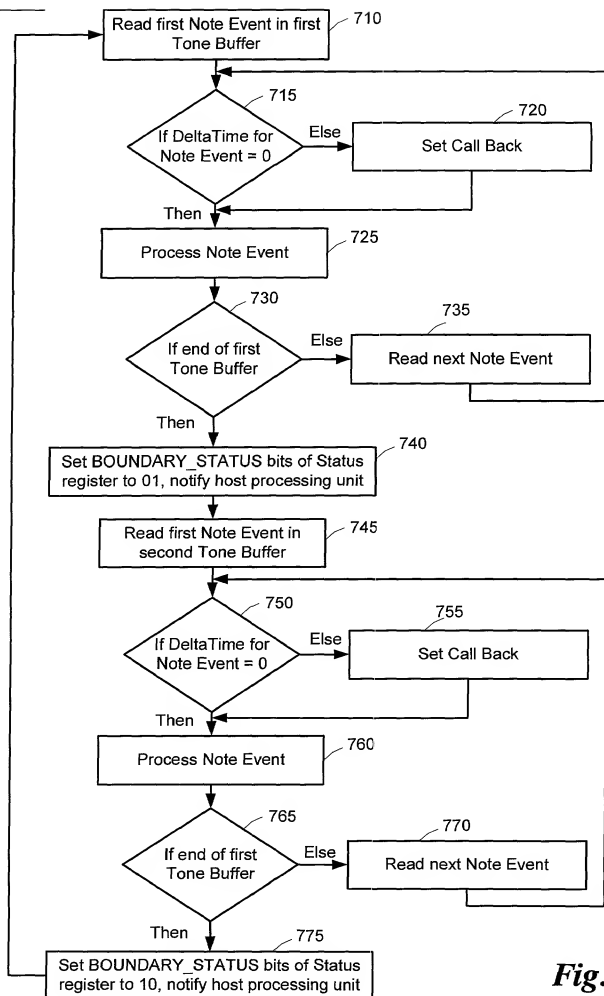 Read first Note Event in first
Tone Buffer
710
715
If DeltaTime for
Note Event = 0
Else
720
Set Call Back
Then
Process Note Event
725
730
If end of first
Tone Buffer
Else
735
Read next Note Event
Then
740
Set BOUNDARY_STATUS bits of Status
register to 01, notify host processing unit
Read first Note Event in
second Tone Buffer
745
750
If DeltaTime for
Note Event = 0
Else
755
Set Call Back
Then
Process Note Event
760
765
If end of first
Tone Buffer
Else
770
Read next Note Event
Then
775
Set BOUNDARY_STATUS bits of Status
register to 10, notify host processing unit
Fig.